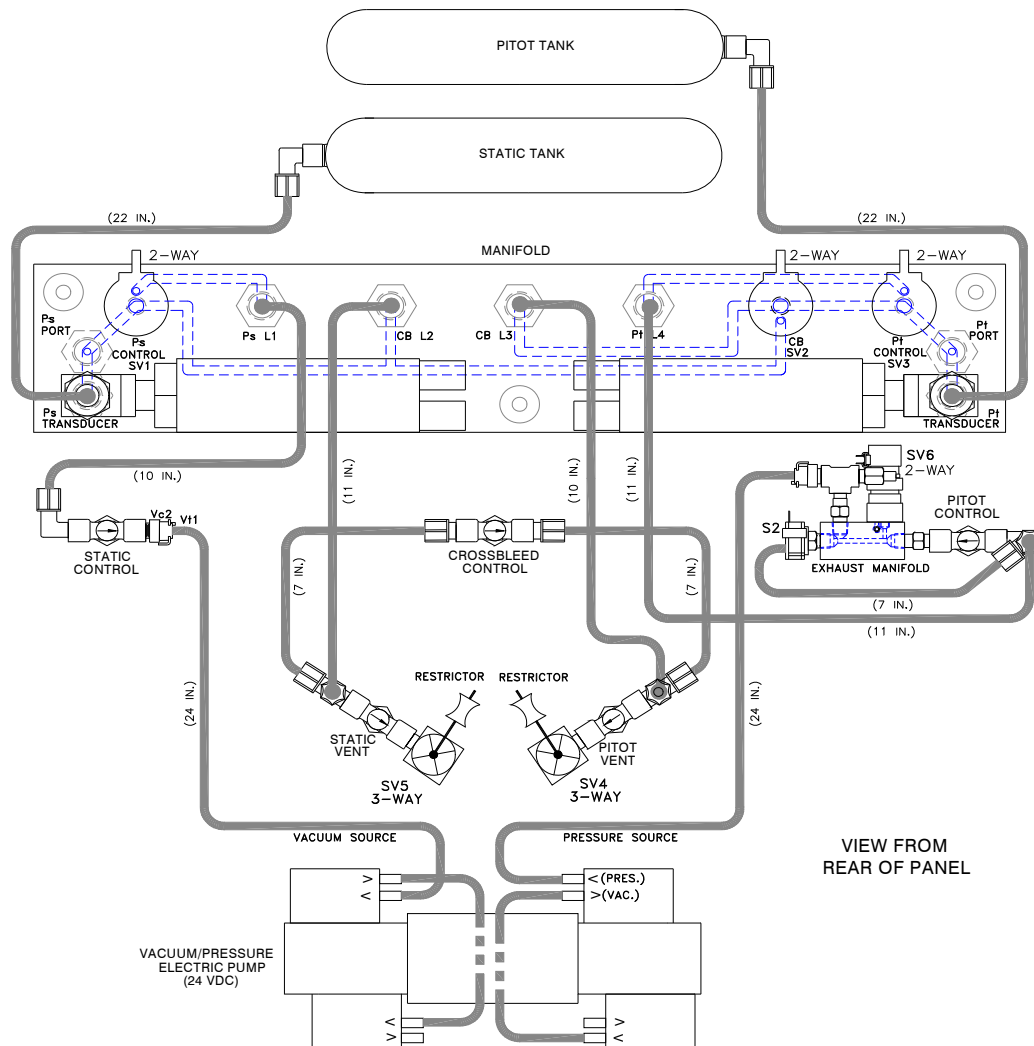 PITOT TANK
STATIC TANK
(22 IN.)
(22 IN.)
MANIFOLD
2-WAY
2-WAY
2-WAY
Ps
PORT
Ps
CONTROL
SV1
Ps L1
CB L2
CB L3
Pt L4
CB
SV2
Pt
CONTROL
SV3
Pt
PORT
Ps
TRANSDUCER
Pt
TRANSDUCER
(10 IN.)
(11 IN.)
(10 IN.)
(11 IN.)
SV6
2-WAY
PITOT
CONTROL
S2
EXHAUST MANIFOLD
Vc2
Vt1
STATIC
CONTROL
CROSSBLEED
CONTROL
(7 IN.)
(7 IN.)
(7 IN.)
(11 IN.)
RESTRICTOR
RESTRICTOR
(24 IN.)
(24 IN.)
STATIC
VENT
PITOT
VENT
SV5
3-WAY
SV4
3-WAY
VACUUM SOURCE
PRESSURE SOURCE
VIEW FROM
REAR OF PANEL
>
<
<(PRES.)
>(VAC.)
VACUUM/PRESSURE
ELECTRIC PUMP
(24 VDC)
<
>
>
<